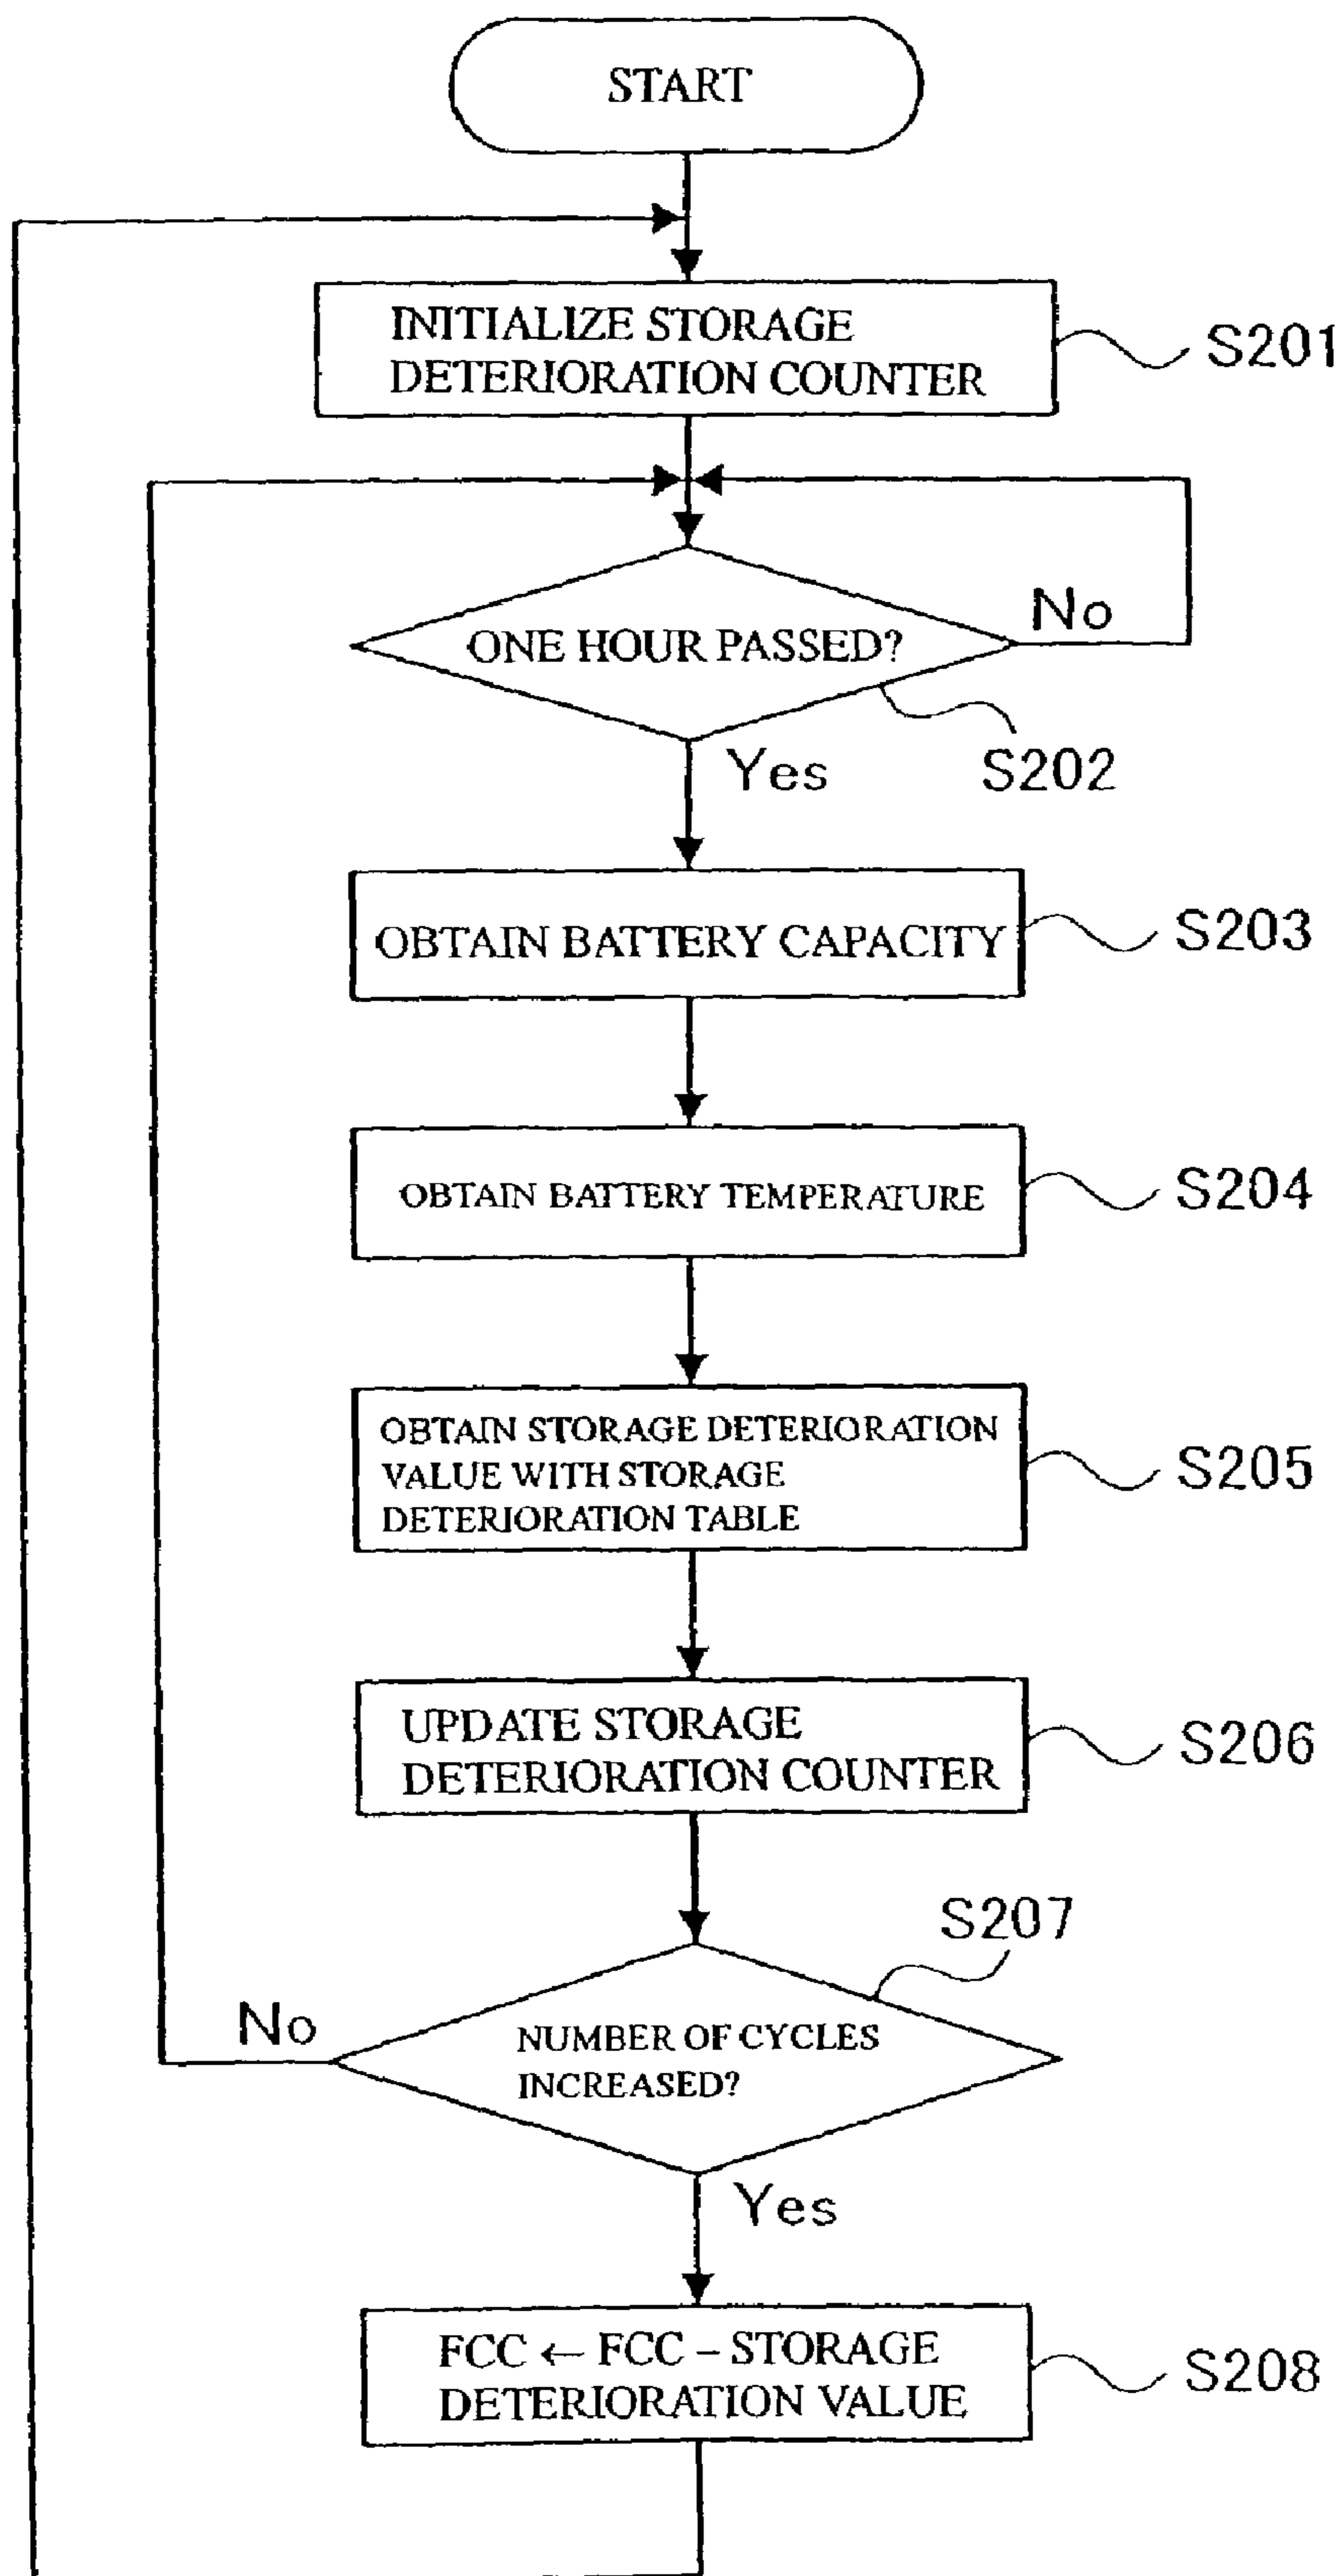 START
INITIALIZE STORAGE
DETERIORATION COUNTER
S201
ONE HOUR PASSED?
No
Yes
S202
OBTAIN BATTERY CAPACITY
S203
OBTAIN BATTERY TEMPERATURE
S204
OBTAIN STORAGE DETERIORATION
VALUE WITH STORAGE
DETERIORATION TABLE
S205
UPDATE STORAGE
DETERIORATION COUNTER
S206
S207
No
NUMBER OF CYCLES
INCREASED?
Yes
FCC ← FCC – STORAGE
DETERIORATION VALUE
S208